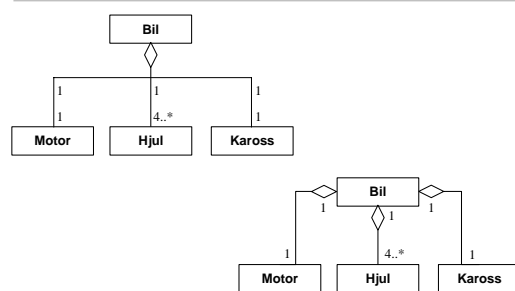 Bil
1 1 1
1 4..* 1
Motor Hjul Kaross
Bil
1 1 1
1 4..* 1
Motor Hjul Kaross